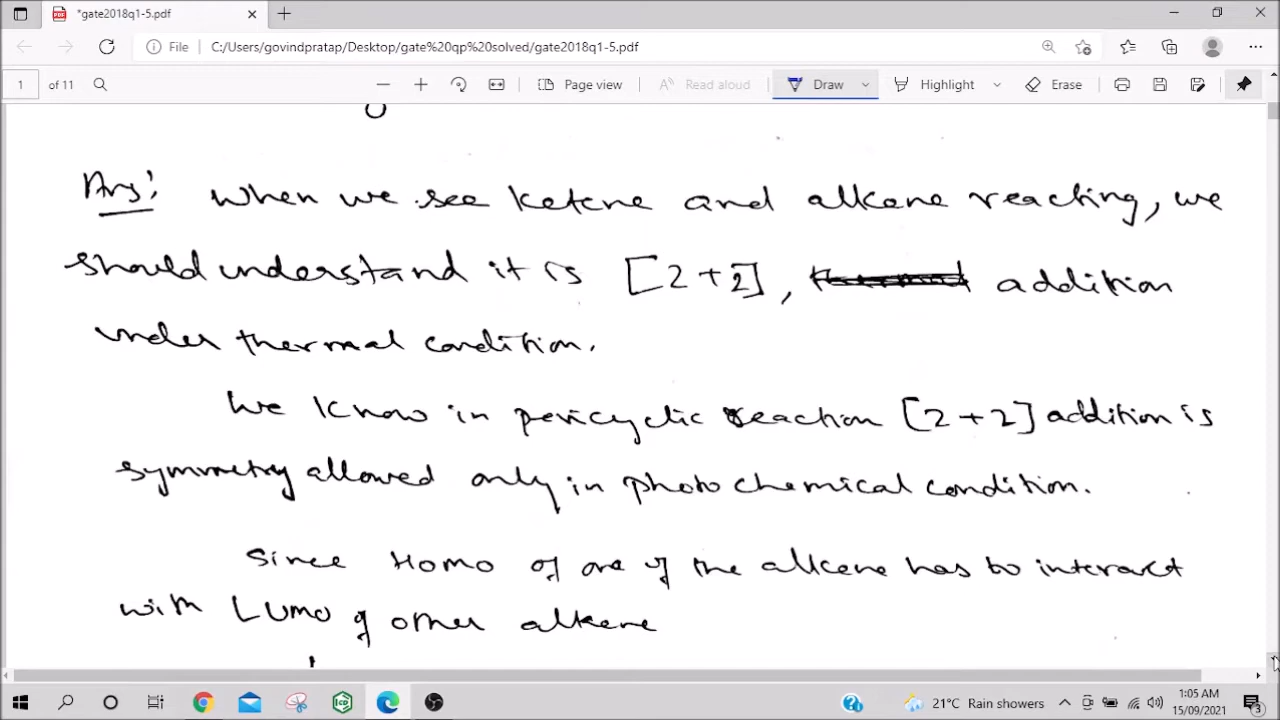 *gate2018q1-5.pdf
File C:/Users/govindpratap/Desktop/gate%20qp%20solved/gate2018q1-5.pdf
1 of 11 Page view Read aloud Draw Highlight Erase
Ans: When we see ketene and alkene reacting, we
should understand it is [2+2], addition
under thermal condition.
We know in pericyclic reaction [2+2] addition is
symmetry allowed only in photochemical condition.
Since HOMO of one of the alkene has to interact
with LUMO of other alkene
21°C Rain showers 1:05 AM
15/09/2021
3